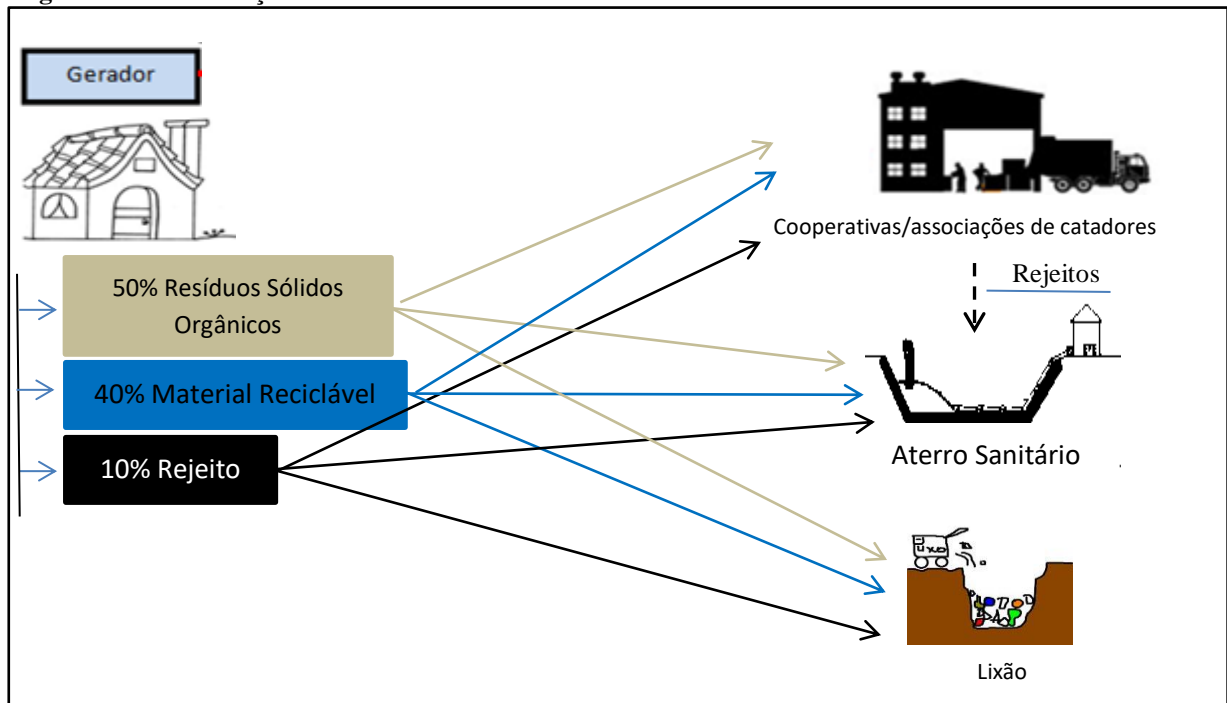 Gerador
50% Resíduos Sólidos
Orgânicos
40% Material Reciclável
10% Rejeito
Cooperativas/associações de catadores
Rejeitos
Aterro Sanitário
Lixão